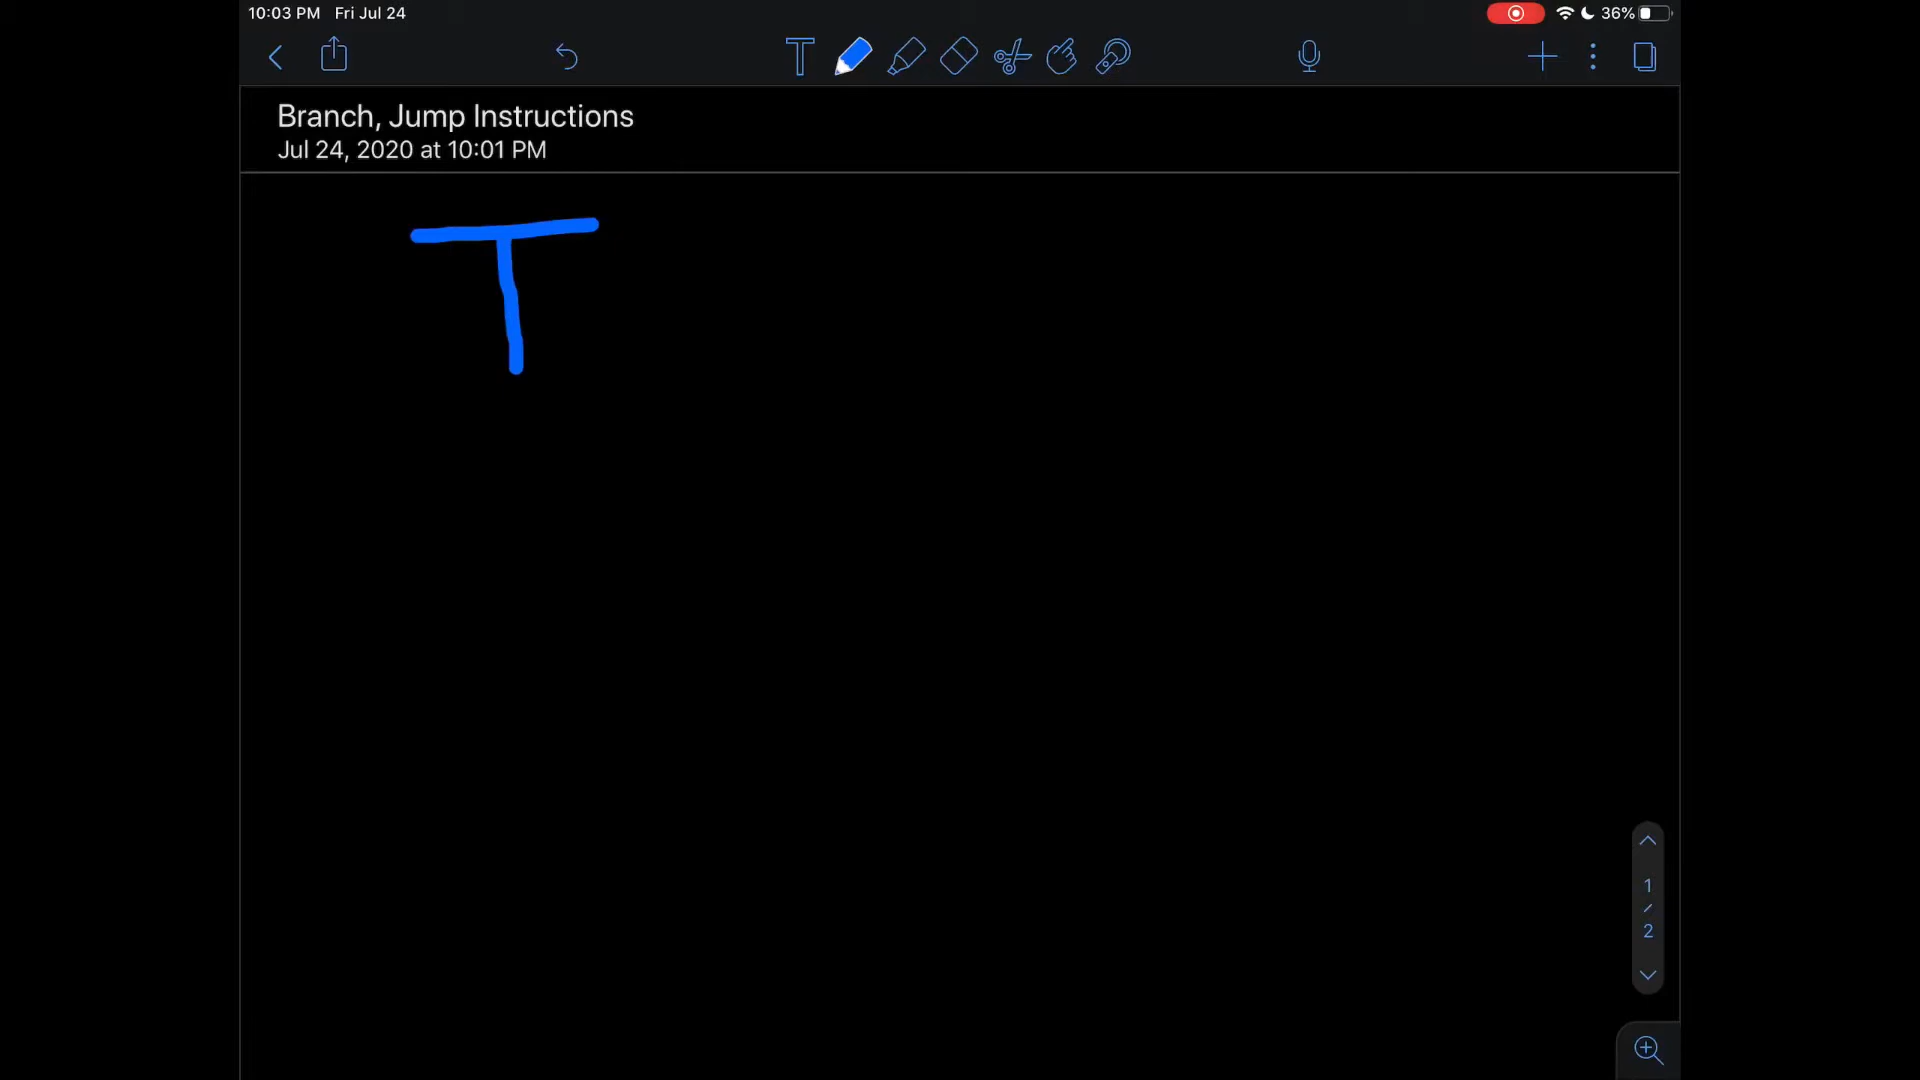 10:03 PM Fri Jul 24
36%
Branch, Jump Instructions
Jul 24, 2020 at 10:01 PM
T
1
/
2